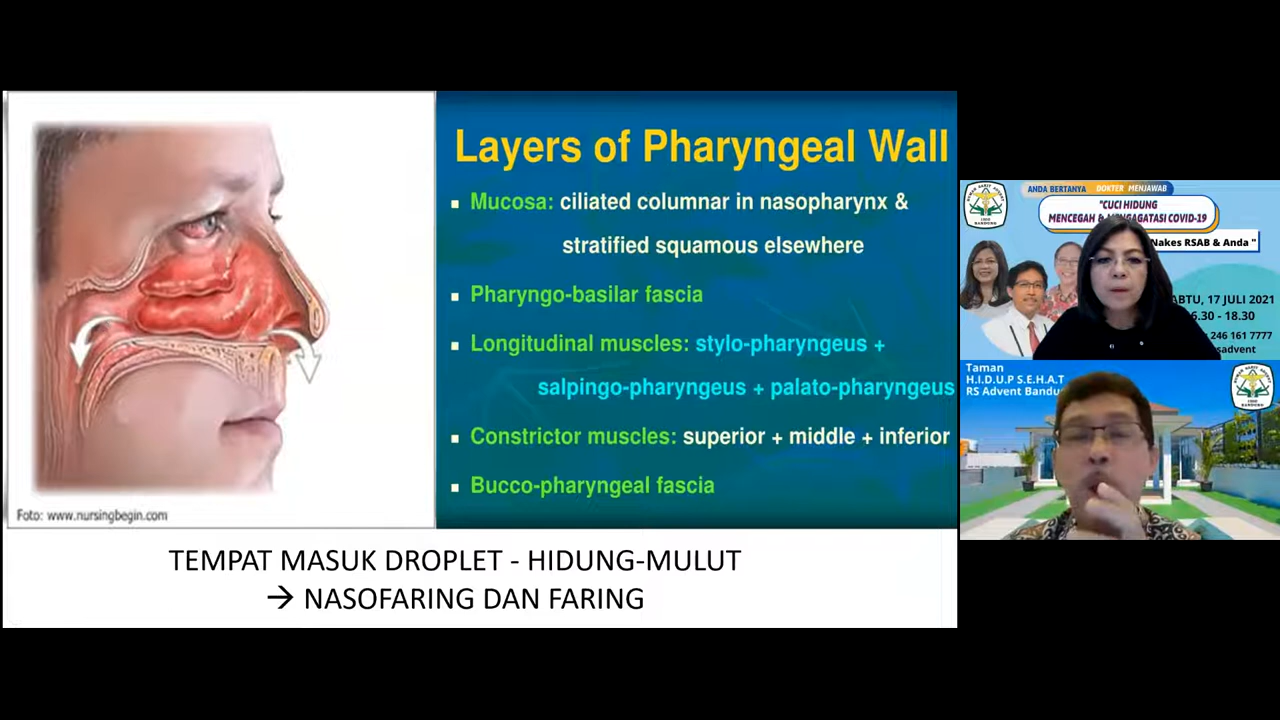 Layers of Pharyngeal Wall
Mucosa: ciliated columnar in nasopharynx &
stratified squamous elsewhere
Pharyngo-basilar fascia
Longitudinal muscles: stylo-pharyngeus +
salpingo-pharyngeus + palato-pharyngeus
Constrictor muscles: superior + middle + inferior
Bucco-pharyngeal fascia
Foto: www.nursingbegin.com
TEMPAT MASUK DROPLET - HIDUNG-MULUT
→ NASOFARING DAN FARING
ANDA BERTANYA DOKTER MENJAWAB
"CUCI HIDUNG
MENCEGAH & MENGAGATASI COVID-19
Nakes RSAB & Anda "
ABTU, 17 JULI 2021
6.30 - 18.30
246 161 7777
sadvent
Taman
H.I.D.U.P S.E.H.A.T
RS Advent Bandu